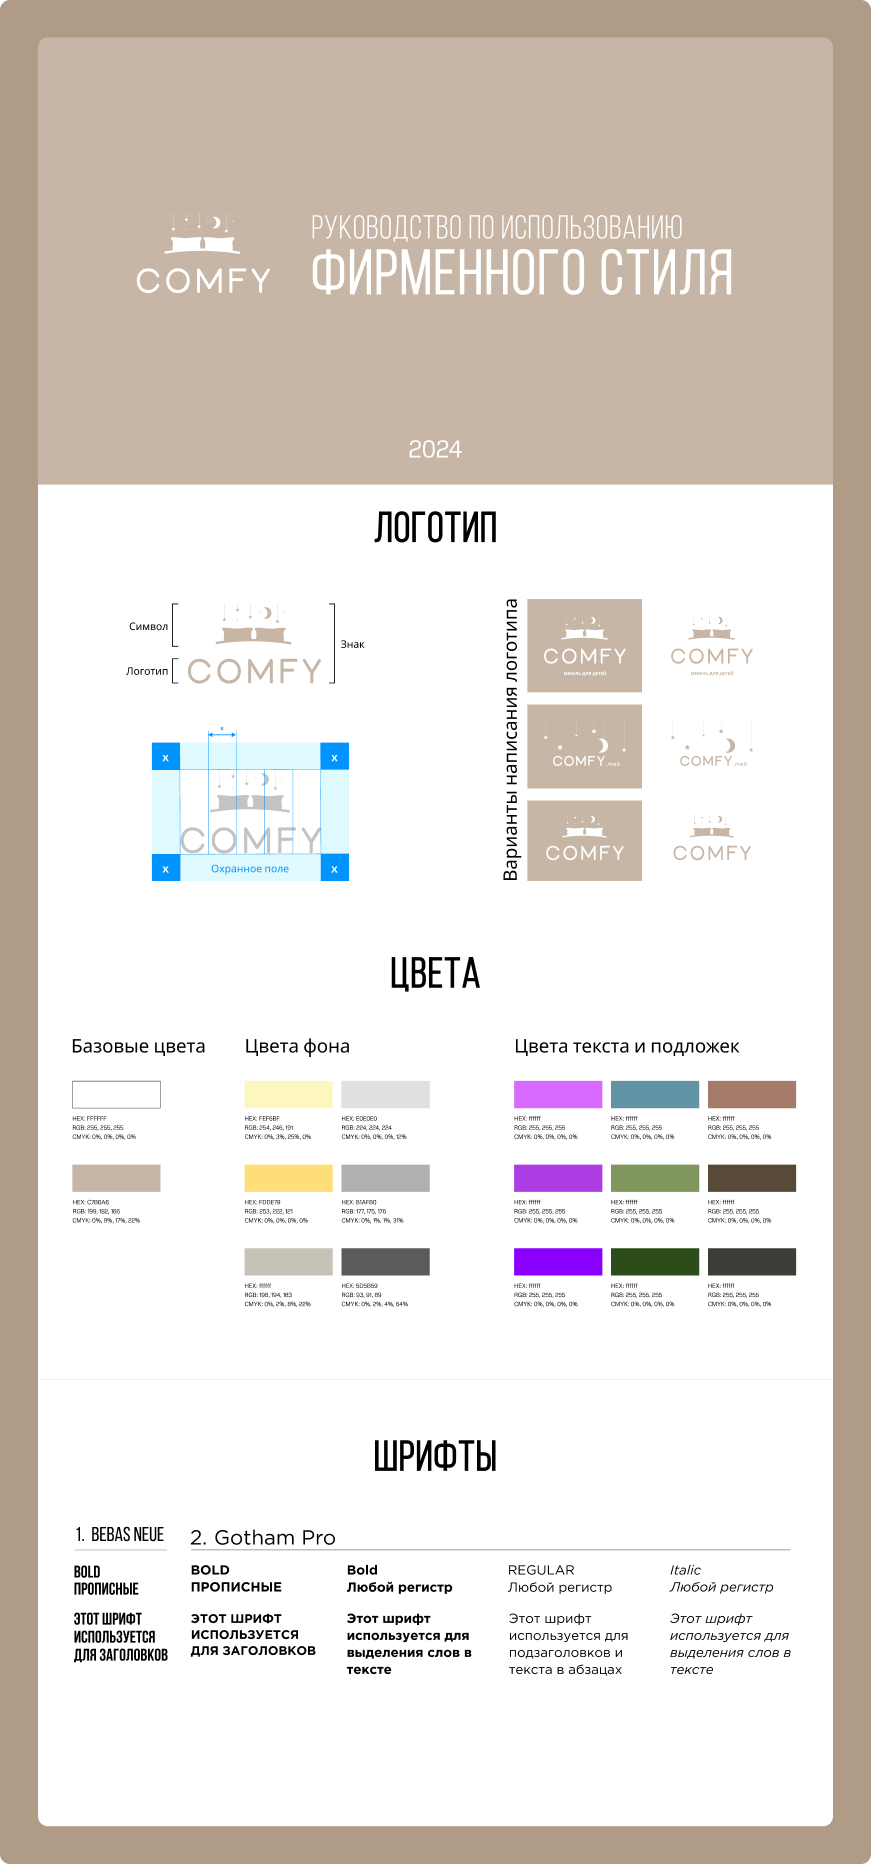 COMFY
РУКОВОДСТВО ПО ИСПОЛЬЗОВАНИЮ
ФИРМЕННОГО СТИЛЯ
2024
ЛОГОТИП
Символ
Логотип
Знак
COMFY
x
x
x
COMFY
x
Охранное поле
x
Варианты написания логотипа
COMFY
МЕБЕЛЬ ДЛЯ ДЕТЕЙ
COMFY
МЕБЕЛЬ ДЛЯ ДЕТЕЙ
COMFY.meb
COMFY.meb
COMFY
COMFY
ЦВЕТА
Базовые цвета
HEX: FFFFFF
RGB: 255, 255, 255
CMYK: 0%, 0%, 0%, 0%
HEX: C7B6A6
RGB: 199, 182, 166
CMYK: 0%, 9%, 17%, 22%
Цвета фона
HEX: FEF6BF
RGB: 254, 246, 191
CMYK: 0%, 3%, 25%, 0%
HEX: E0E0E0
RGB: 224, 224, 224
CMYK: 0%, 0%, 0%, 12%
HEX: FDDE79
RGB: 253, 222, 121
CMYK: 0%, 0%, 0%, 0%
HEX: B1AFB0
RGB: 177, 175, 176
CMYK: 0%, 1%, 1%, 31%
HEX: ffffff
RGB: 198, 194, 183
CMYK: 0%, 2%, 8%, 22%
HEX: 5D5B59
RGB: 93, 91, 89
CMYK: 0%, 2%, 4%, 64%
Цвета текста и подложек
HEX: ffffff
RGB: 255, 255, 255
CMYK: 0%, 0%, 0%, 0%
HEX: ffffff
RGB: 255, 255, 255
CMYK: 0%, 0%, 0%, 0%
HEX: ffffff
RGB: 255, 255, 255
CMYK: 0%, 0%, 0%, 0%
HEX: ffffff
RGB: 255, 255, 255
CMYK: 0%, 0%, 0%, 0%
HEX: ffffff
RGB: 255, 255, 255
CMYK: 0%, 0%, 0%, 0%
HEX: ffffff
RGB: 255, 255, 255
CMYK: 0%, 0%, 0%, 0%
HEX: ffffff
RGB: 255, 255, 255
CMYK: 0%, 0%, 0%, 0%
HEX: ffffff
RGB: 255, 255, 255
CMYK: 0%, 0%, 0%, 0%
HEX: ffffff
RGB: 255, 255, 255
CMYK: 0%, 0%, 0%, 0%
ШРИФТЫ
1. BEBAS NEUE
BOLD
ПРОПИСНЫЕ
ЭТОТ ШРИФТ
ИСПОЛЬЗУЕТСЯ
ДЛЯ ЗАГОЛОВКОВ
2. Gotham Pro
BOLD
ПРОПИСНЫЕ
ЭТОТ ШРИФТ
ИСПОЛЬЗУЕТСЯ
ДЛЯ ЗАГОЛОВКОВ
Bold
Любой регистр
Этот шрифт
используется для
выделения слов в
тексте
REGULAR
Любой регистр
Этот шрифт
используется для
подзаголовков и
текста в абзацах
Italic
Любой регистр
Этот шрифт
используется для
выделения слов в
тексте